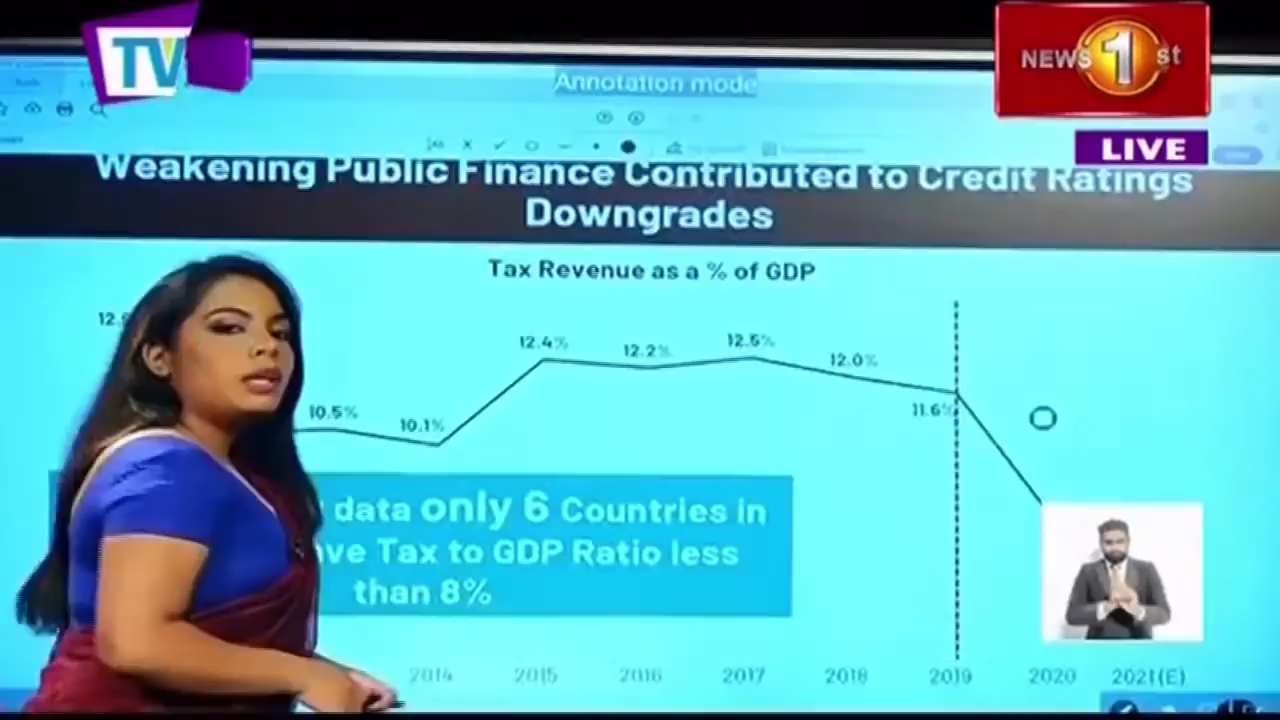 TV
NEWS 1st
LIVE
Annotation mode
Weakening Public Finance Contributed to Credit Ratings
Downgrades
Tax Revenue as a % of GDP
10.5%
10.1%
12.4%
12.2%
12.5%
12.0%
11.6%
data only 6 Countries in
Tax to GDP Ratio less
than 8%
2014 2015 2016 2017 2018 2019 2020 2021(E)